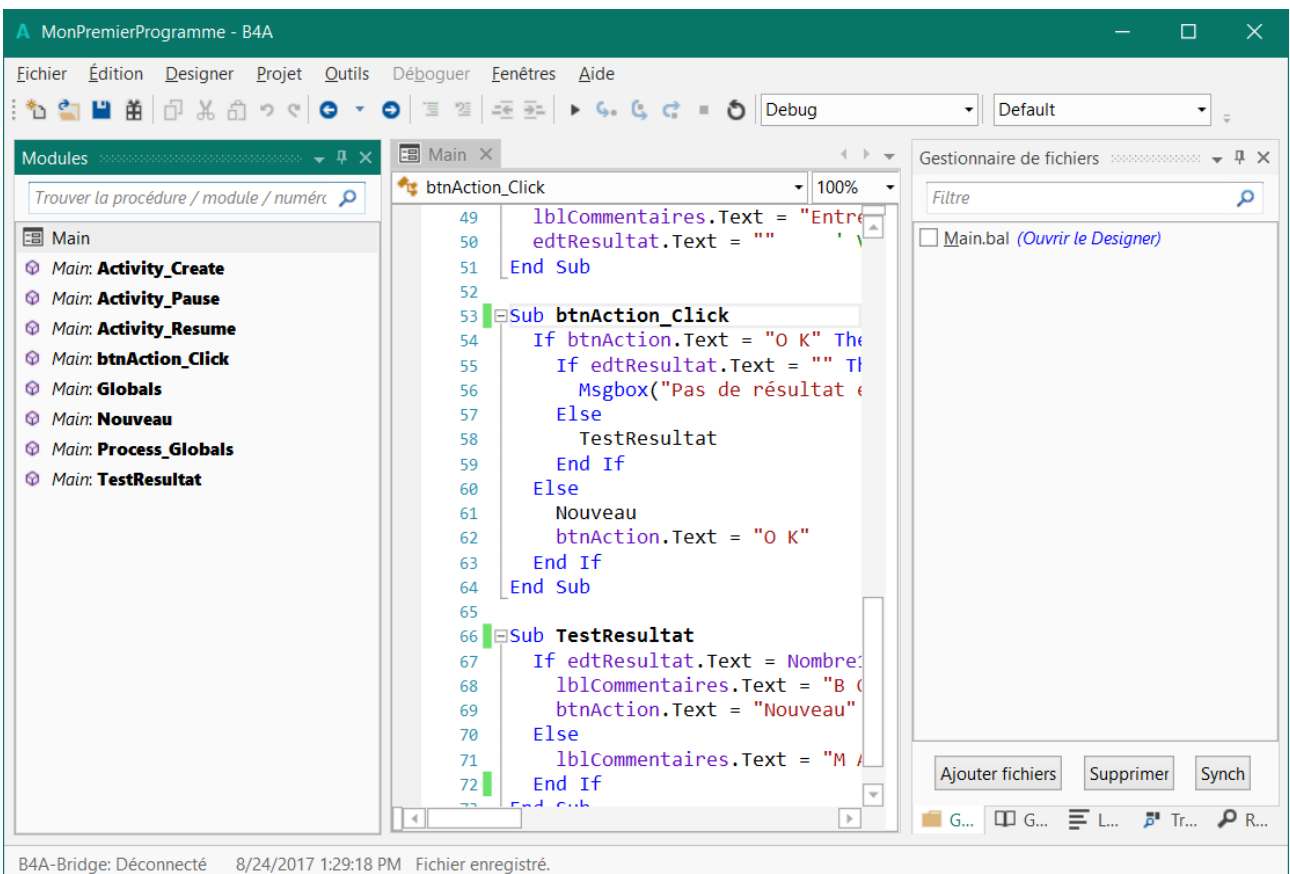 MonPremierProgramme - B4A
Fichier Édition Designer Projet Outils Déboguer Fenêtres Aide
Debug Default
Modules
Trouver la procédure / module / numérc
Main
Main: Activity_Create
Main: Activity_Pause
Main: Activity_Resume
Main: btnAction_Click
Main: Globals
Main: Nouveau
Main: Process_Globals
Main: TestResultat
Main
btnAction_Click 100%
49 lblCommentaires.Text = "Entre
50 edtResultat.Text = "" '
51 End Sub
52
53 Sub btnAction_Click
54 If btnAction.Text = "O K" The
55 If edtResultat.Text = ""
56 Msgbox("Pas de résultat
57 Else
58 TestResultat
59 End If
60 Else
61 Nouveau
62 btnAction.Text = "O K"
63 End If
64 End Sub
65
66 Sub TestResultat
67 If edtResultat.Text = Nombre1
68 lblCommentaires.Text = "B
69 btnAction.Text = "Nouveau"
70 Else
71 lblCommentaires.Text = "M
72 End If
73 End Sub
Gestionnaire de fichiers
Filtre
Main.bal (Ouvrir le Designer)
Ajouter fichiers Supprimer Synch
G... G... L... Tr... R...
B4A-Bridge: Déconnecté 8/24/2017 1:29:18 PM Fichier enregistré.